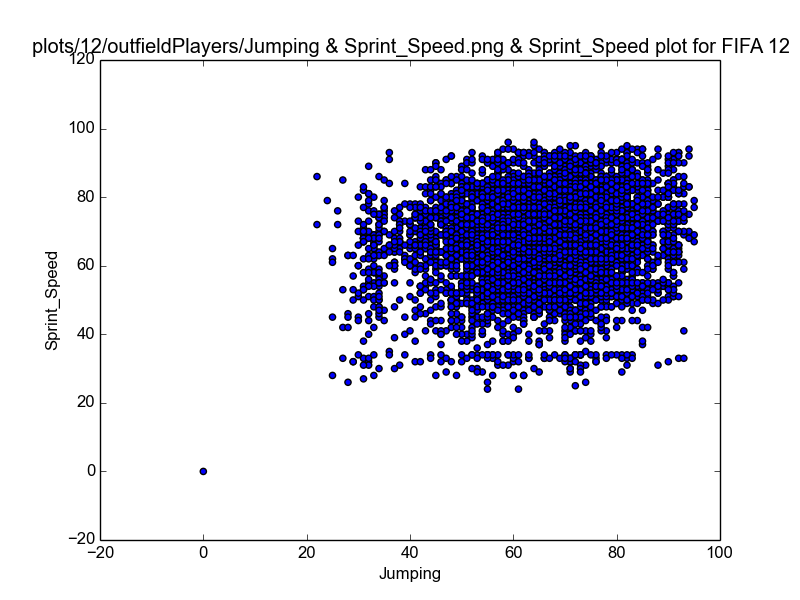 plots/12/outfieldPlayers/Jumping & Sprint_Speed.png & Sprint_Speed plot for FIFA 12
120
100
80
60
40
20
0
−20
Sprint_Speed
−20 0 20 40 60 80 100
Jumping